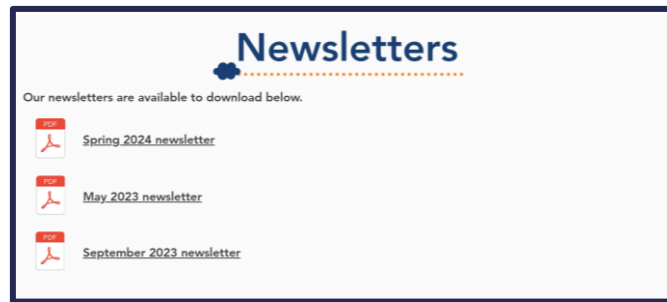 Newsletters
Our newsletters are available to download below.
PDF
Spring 2024 newsletter
PDF
May 2023 newsletter
PDF
September 2023 newsletter